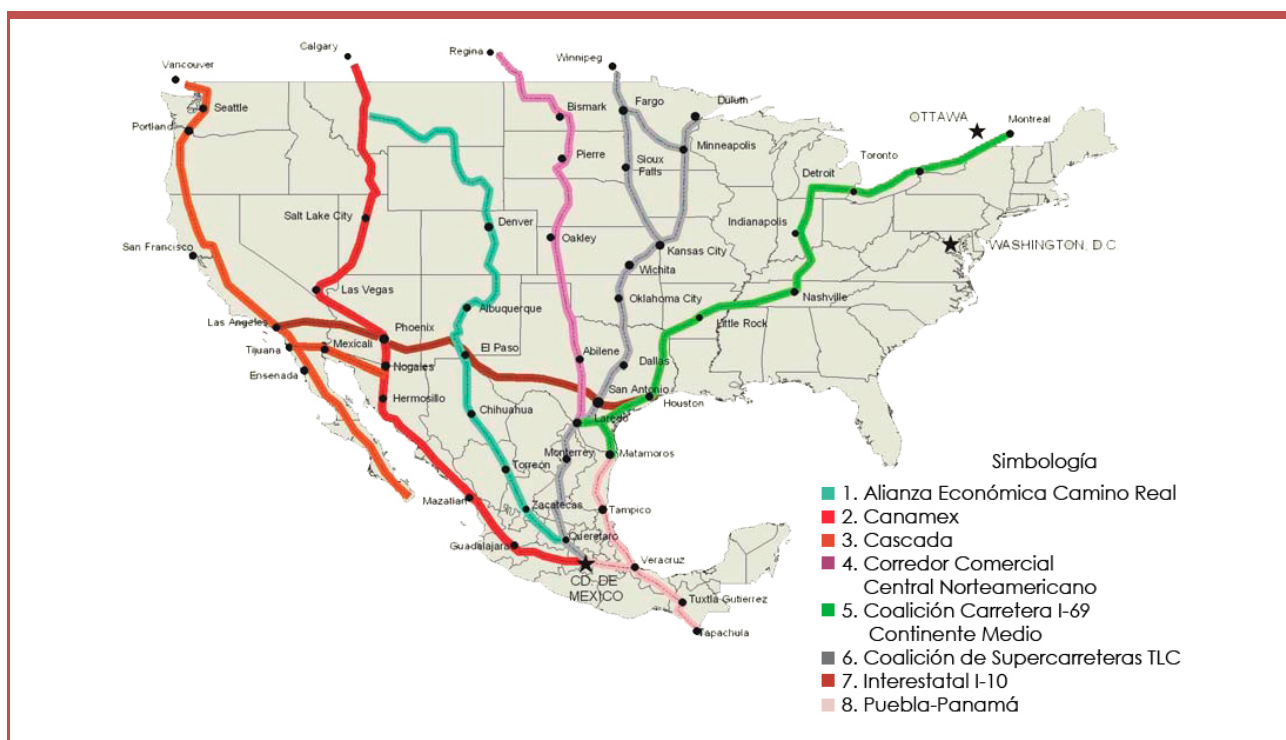 Calgary
Regina
Winnipeg
Vancouver
Seattle
Bismark
Fargo
Duluth
OTTAWA
Montreal
Portland
Pierre
Sioux
Falls
Minneapolis
Toronto
Detroit
Salt Lake City
Denver
Oakley
Indianapolis
San Francisco
Kansas City
WASHINGTON, D.C
Wichita
Las Vegas
Oklahoma City
Nashville
Albuquerque
Little Rock
Los Angeles
Phoenix
Tijuana
Mexicali
El Paso
Abilene
Dallas
Ensenada
Nogales
San Antonio
Hermosillo
Houston
Chihuahua
Laredo
Monterrey
Matamoros
Torreón
Mazatlan
Zacatecas
Tampico
Guadalajara
Queretaro
Veracruz
CD. DE
MEXICO
Tuxtla Gutierrez
Tapachula
Simbología
1. Alianza Económica Camino Real
2. Canamex
3. Cascada
4. Corredor Comercial
Central Norteamericano
5. Coalición Carretera I-69
Continente Medio
6. Coalición de Supercarreteras TLC
7. Interestatal I-10
8. Puebla-Panamá